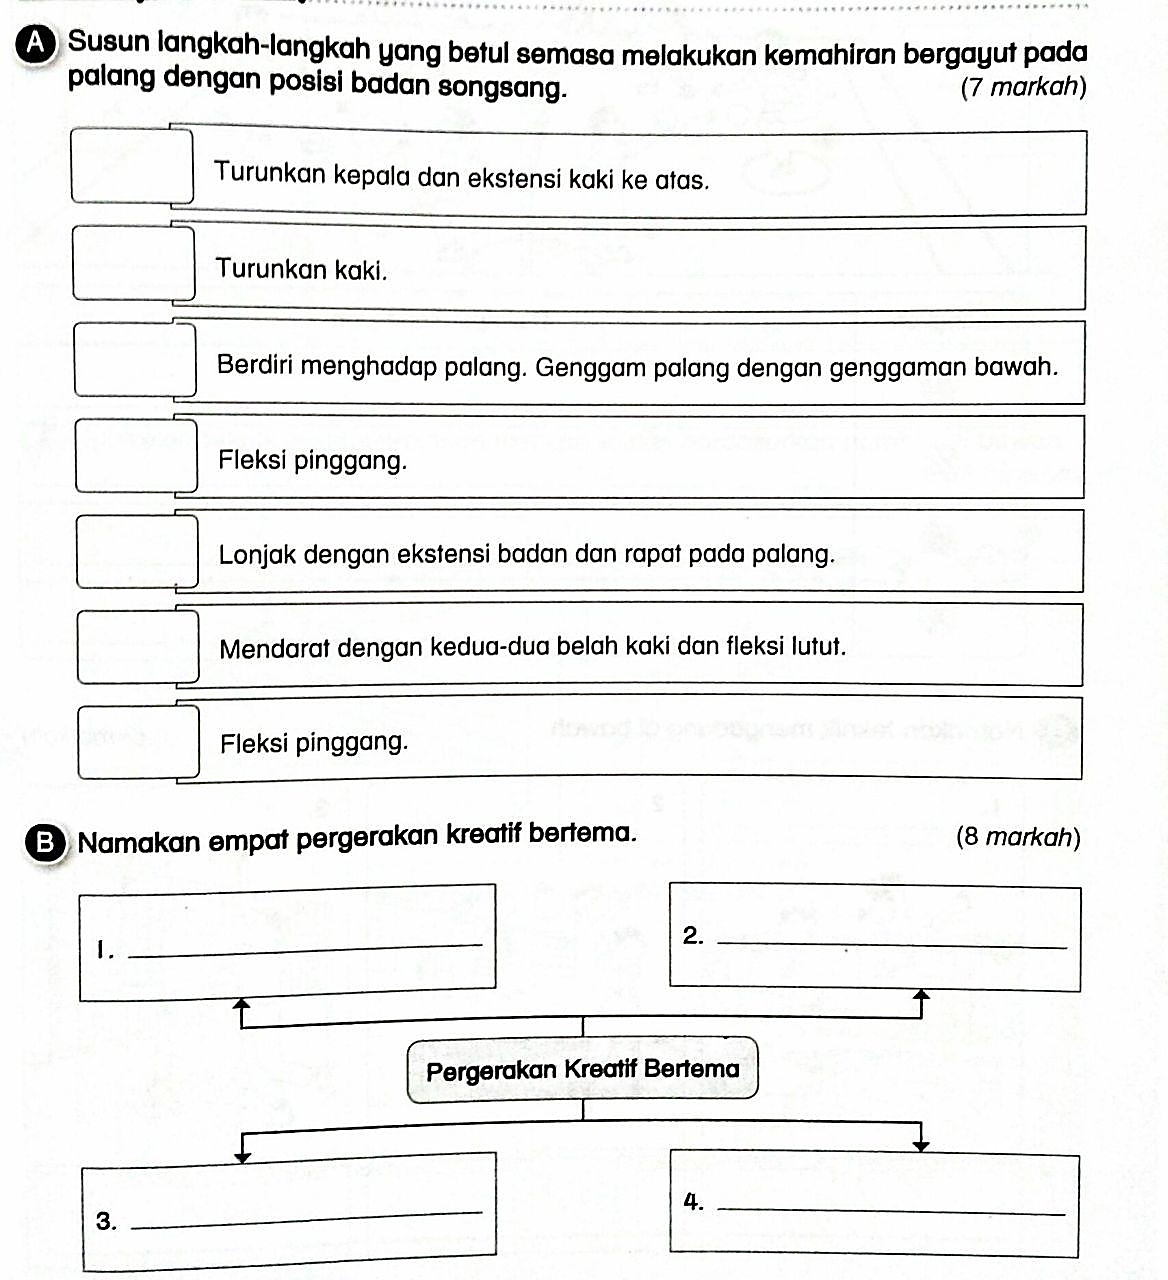 A Susun langkah-langkah yang betul semasa melakukan kemahiran bergayut pada
palang dengan posisi badan songsang. (7 markah)
Turunkan kepala dan ekstensi kaki ke atas.
Turunkan kaki.
Berdiri menghadap palang. Genggam palang dengan genggaman bawah.
Fleksi pinggang.
Lonjak dengan ekstensi badan dan rapat pada palang.
Mendarat dengan kedua-dua belah kaki dan fleksi lutut.
Fleksi pinggang.
B Namakan empat pergerakan kreatif bertema. (8 markah)
1.
2.
Pergerakan Kreatif Bertema
3.
4.